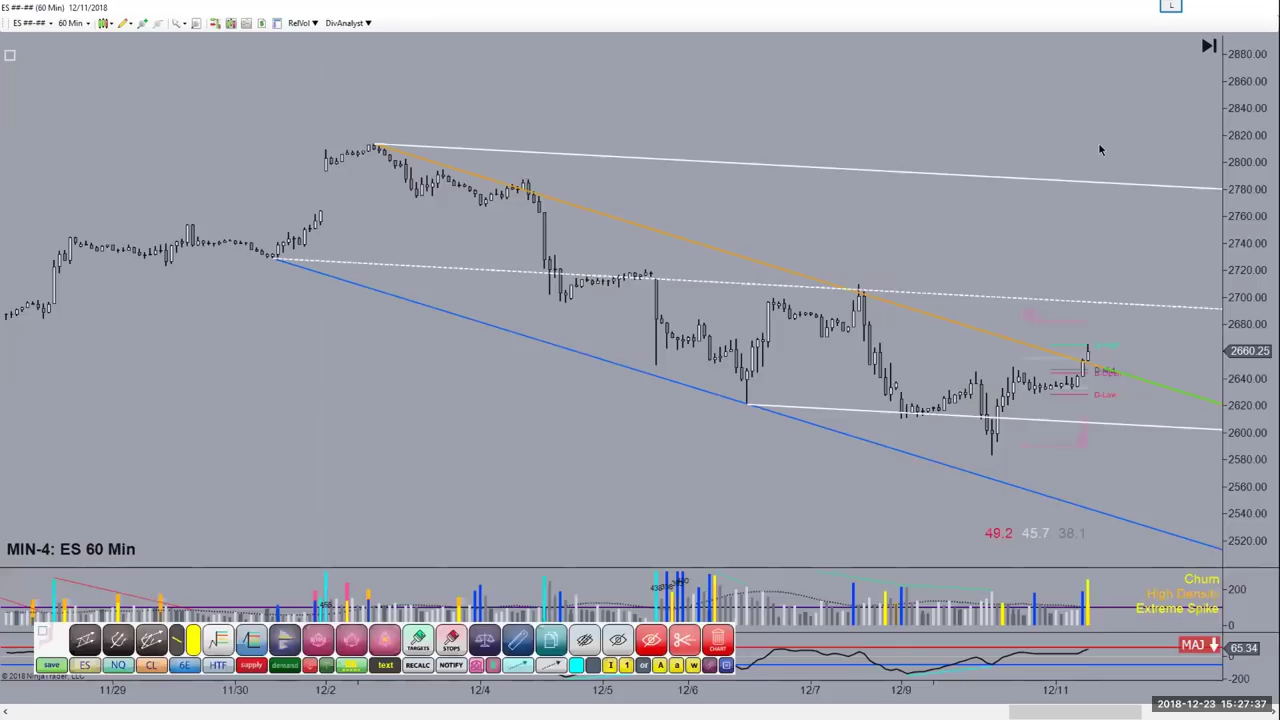 ES ##-## (60 Min)  12/11/2018
L
ES ##-## 60 Min RelVol DivAnalyst
2880.00
2860.00
2840.00
2820.00
2800.00
2780.00
2760.00
2740.00
2720.00
2700.00
2680.00
2660.25
2640.00
2620.00
2600.00
2580.00
2560.00
2540.00
2520.00
D-Low
49.2 45.7 38.1
MIN-4: ES 60 Min
Churn
High Density
Extreme Spike
200
0
TARGETS STOPS CHART
save ES NQ CL 6E HTF supply demand text RECALC NOTIFY I 1 or A a w
MAJ
65.34
-200
© 2018 NinjaTrader, LLC
11/29 11/30 12/2 12/4 12/5 12/6 12/7 12/9 12/11
2018-12-23 15:27:37